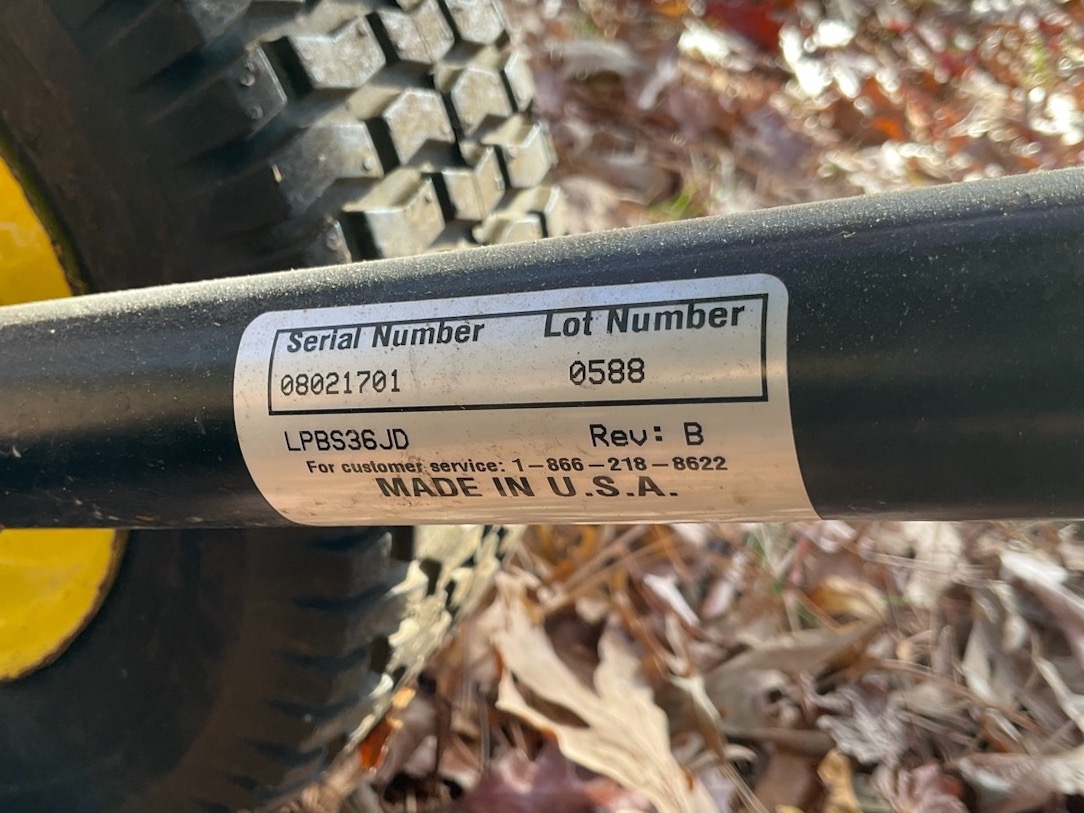 Serial Number Lot Number
08021701 0588
LPBS36JD Rev: B
For customer service: 1-866-218-8622
MADE IN U.S.A.